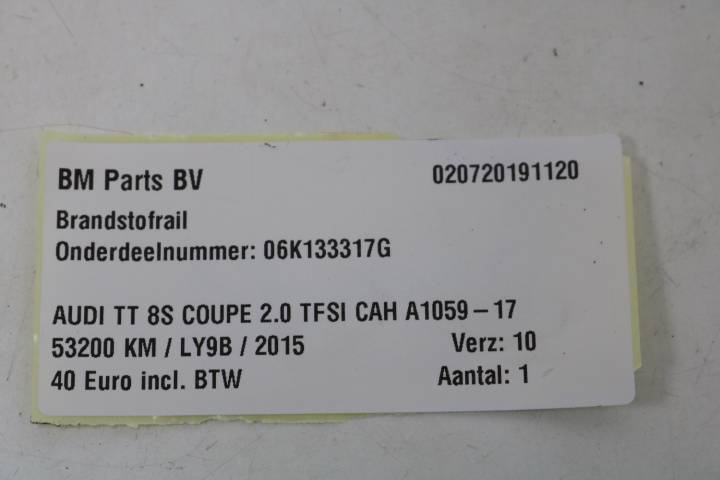 BM Parts BV 020720191120
Brandstofrail
Onderdeelnummer: 06K133317G
AUDI TT 8S COUPE 2.0 TFSI CAH A1059-17
53200 KM / LY9B / 2015 Verz: 10
40 Euro incl. BTW Aantal: 1